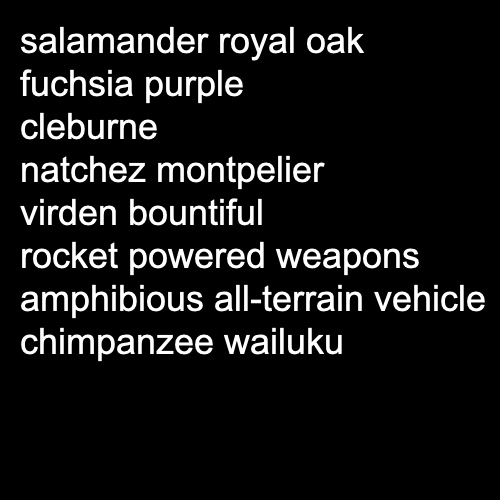 salamander royal oak
fuchsia purple
cleburne
natchez montpelier
virden bountiful
rocket powered weapons
amphibious all-terrain vehicle
chimpanzee wailuku